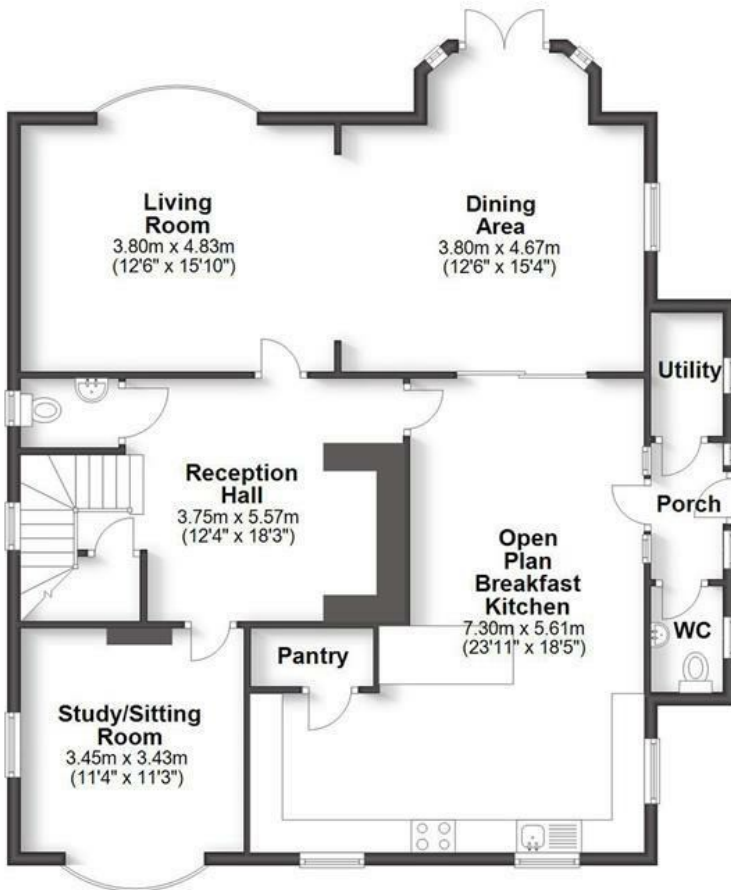 Living
Room
3.80m x 4.83m
(12'6" x 15'10")
Dining
Area
3.80m x 4.67m
(12'6" x 15'4")
Utility
Reception
Hall
3.75m x 5.57m
(12'4" x 18'3")
Porch
Open
Plan
Breakfast
Kitchen
7.30m x 5.61m
(23'11" x 18'5")
WC
Pantry
Study/Sitting
Room
3.45m x 3.43m
(11'4" x 11'3")